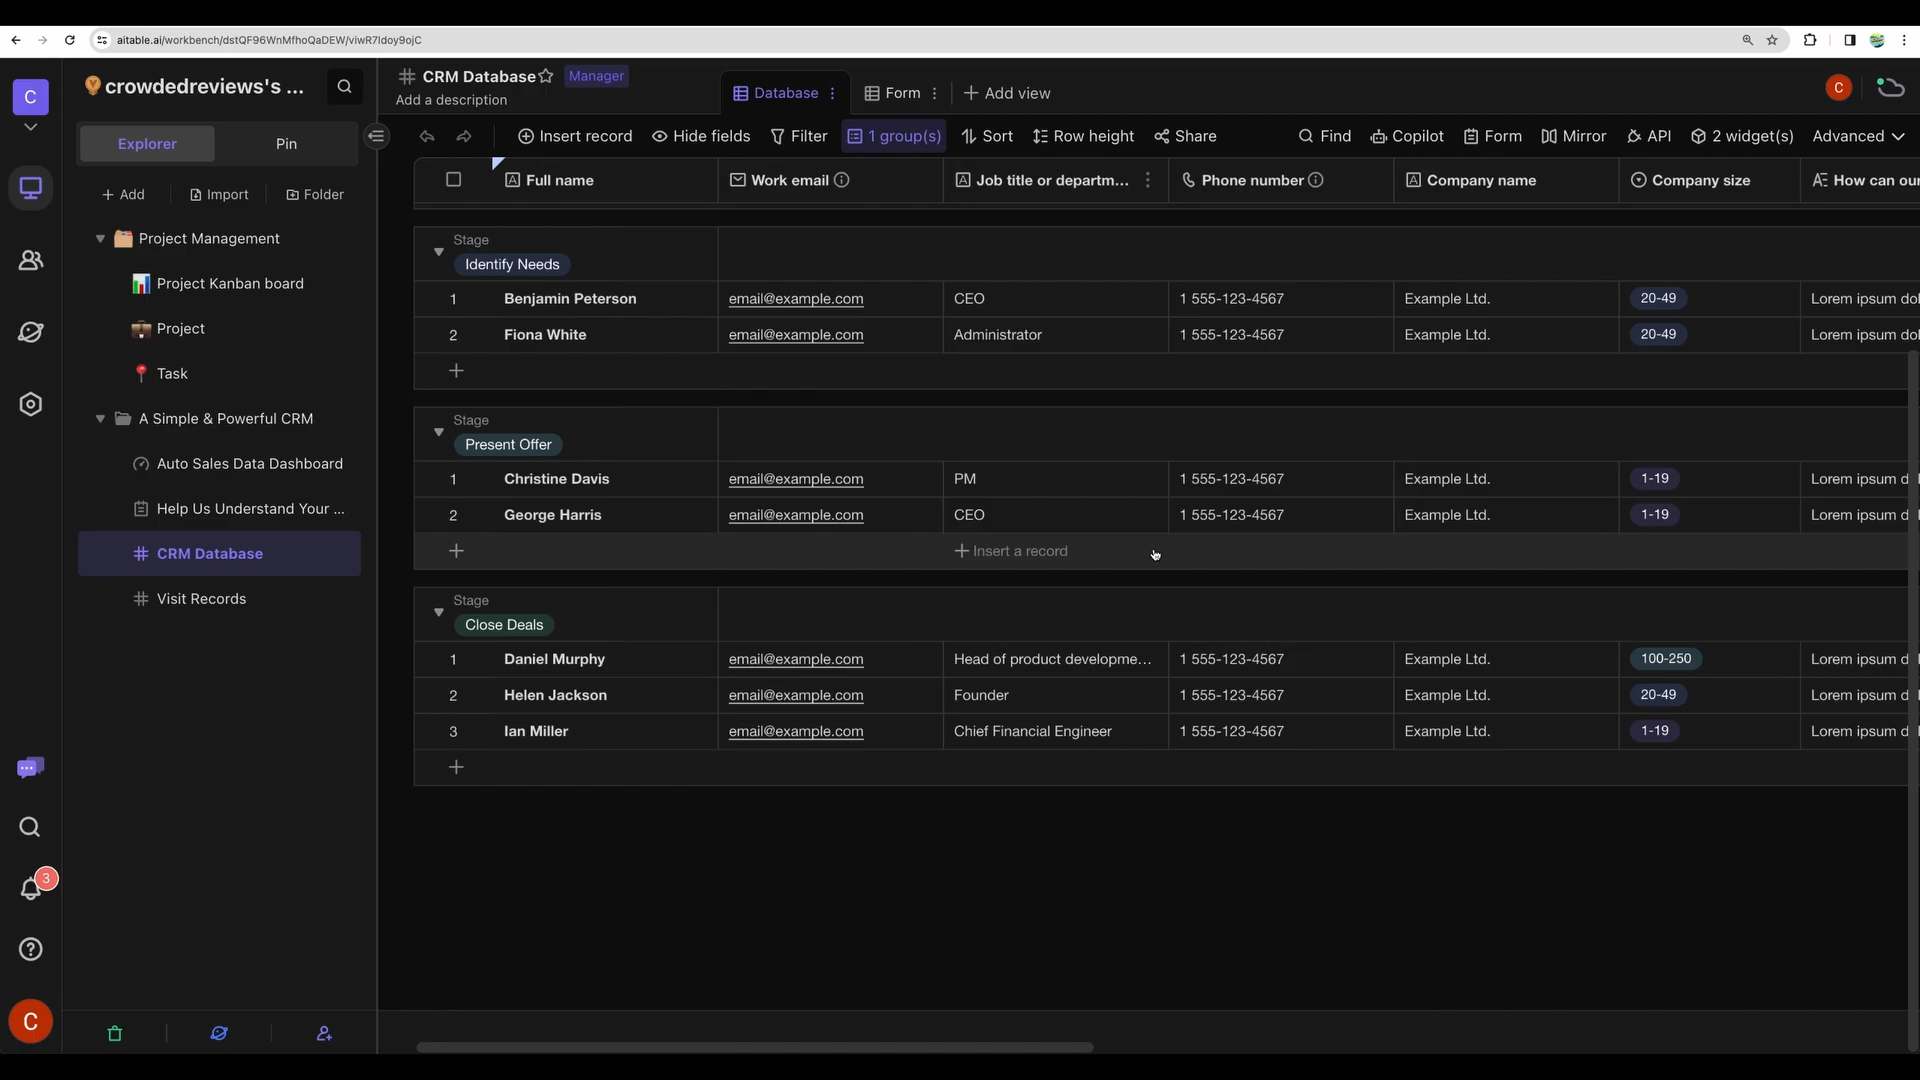 aitable.ai/workbench/dstQF96WnMfhoQaDEW/viwR7ldoy9ojC
C
crowdedreviews's ...
CRM Database
Manager
Add a description
Database
Form
Add view
C
Explorer
Pin
Insert record
Hide fields
Filter
1 group(s)
Sort
Row height
Share
Find
Copilot
Form
Mirror
API
2 widget(s)
Advanced
Add
Import
Folder
Project Management
Project Kanban board
Project
Task
A Simple & Powerful CRM
Auto Sales Data Dashboard
Help Us Understand Your ...
CRM Database
Visit Records
3
C
Full name
Work email
Job title or departm...
Phone number
Company name
Company size
How can our
Stage
Identify Needs
1 Benjamin Peterson email@example.com CEO 1 555-123-4567 Example Ltd. 20-49 Lorem ipsum dol
2 Fiona White email@example.com Administrator 1 555-123-4567 Example Ltd. 20-49 Lorem ipsum dol
Stage
Present Offer
1 Christine Davis email@example.com PM 1 555-123-4567 Example Ltd. 1-19 Lorem ipsum d
2 George Harris email@example.com CEO 1 555-123-4567 Example Ltd. 1-19 Lorem ipsum d
Insert a record
Stage
Close Deals
1 Daniel Murphy email@example.com Head of product developme... 1 555-123-4567 Example Ltd. 100-250 Lorem ipsum d
2 Helen Jackson email@example.com Founder 1 555-123-4567 Example Ltd. 20-49 Lorem ipsum d
3 Ian Miller email@example.com Chief Financial Engineer 1 555-123-4567 Example Ltd. 1-19 Lorem ipsum d